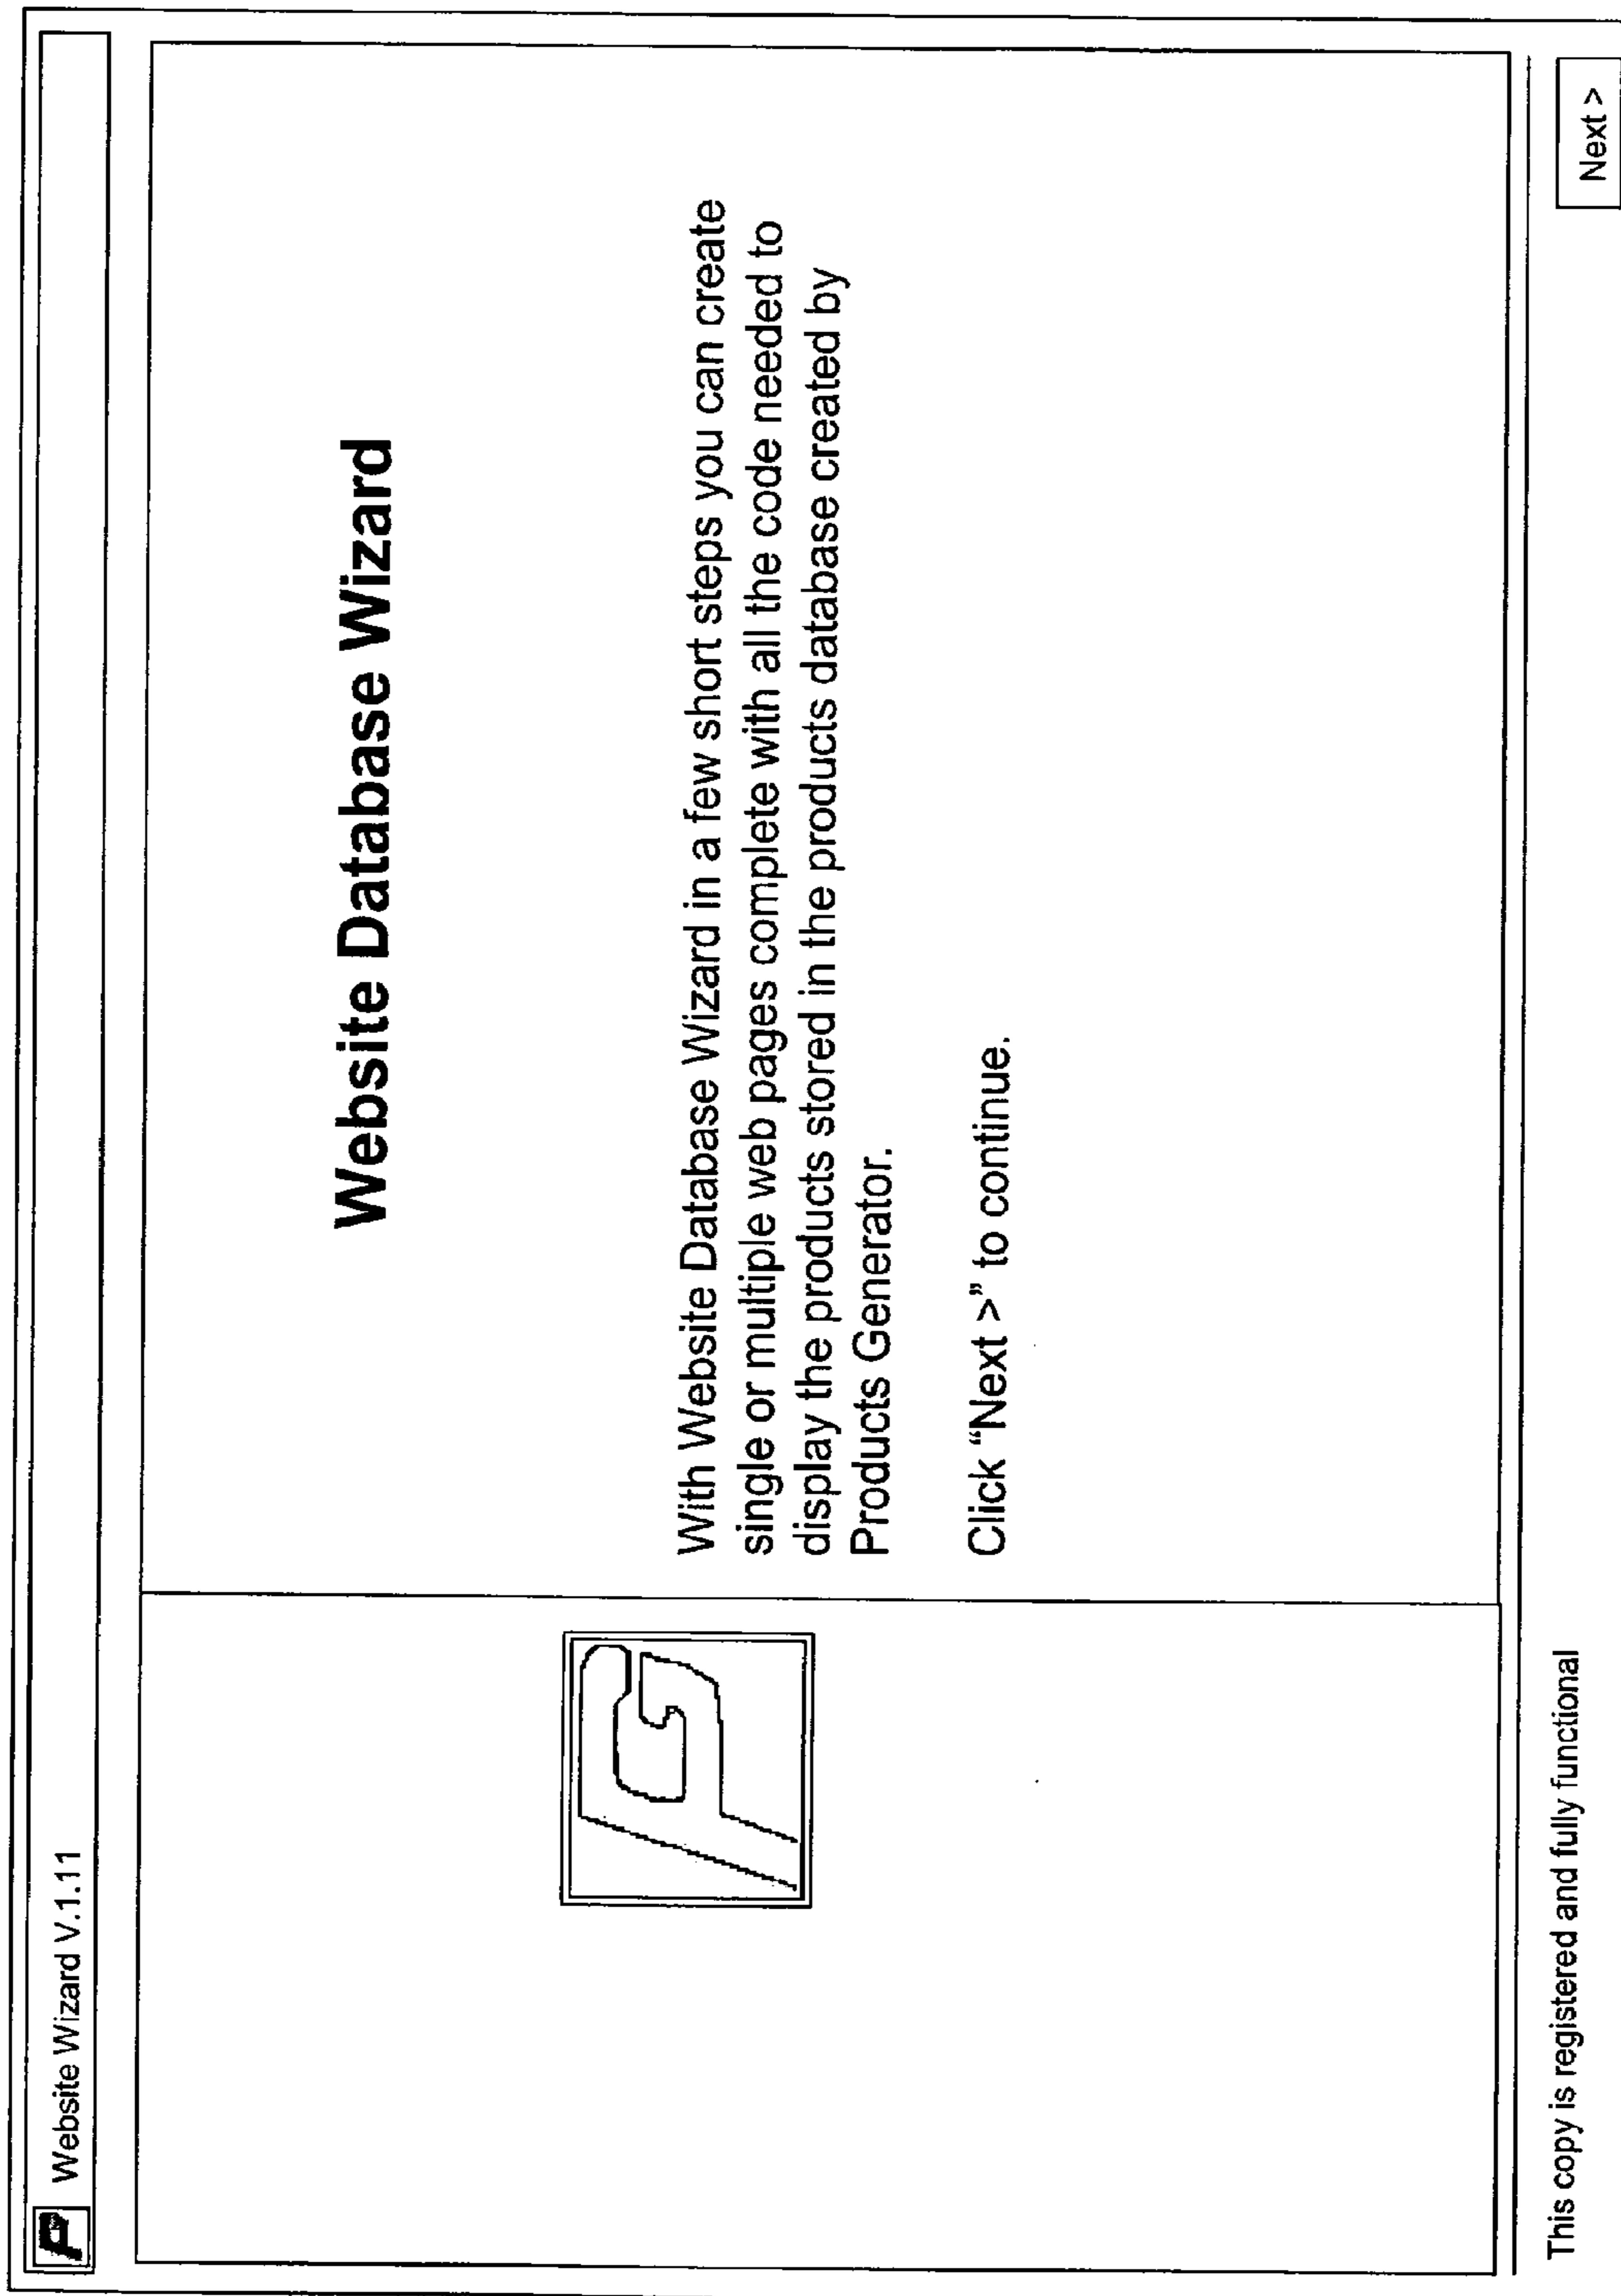 Website Wizard V.1.11
Website Database Wizard
With Website Database Wizard in a few short steps you can create
single or multiple web pages complete with all the code needed to
display the products stored in the products database created by
Products Generator.
Click “Next >” to continue.
This copy is registered and fully functional
Next >